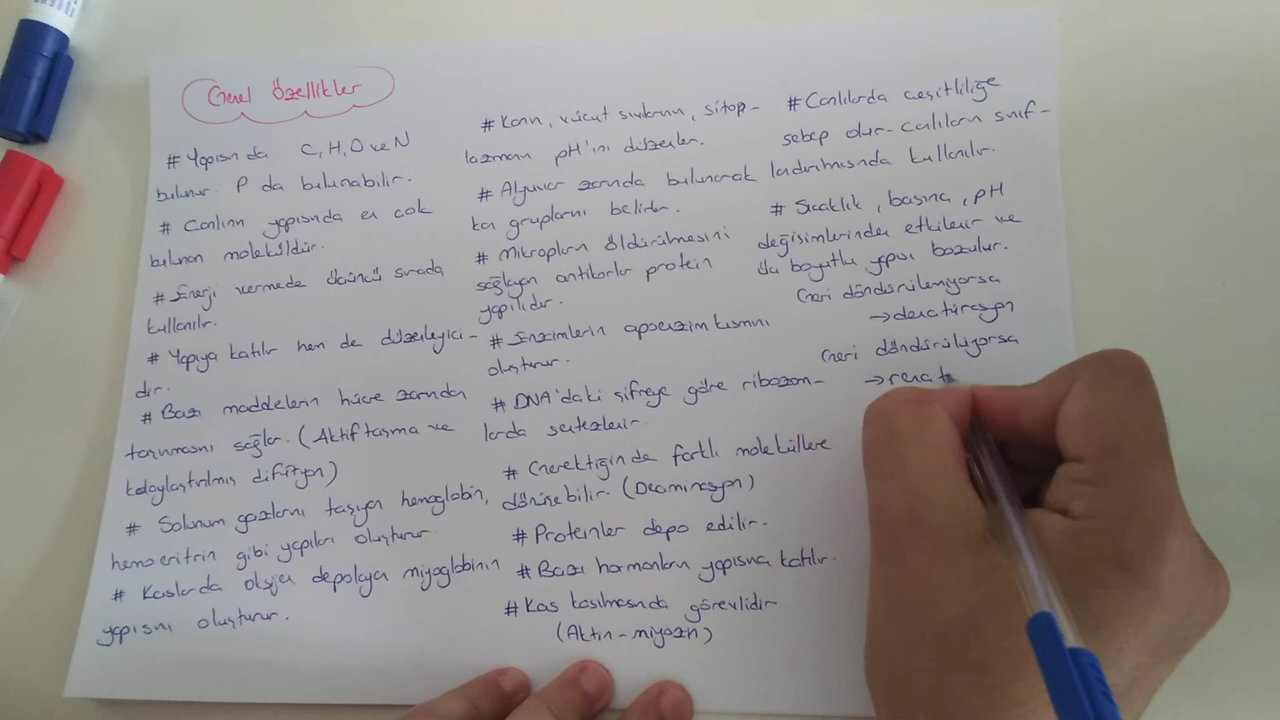 Genel Özellikler
# Yapısında C, H, O ve N
bulunur. P da bulunabilir.
# Canlının yapısında en çok
bulunan moleküldür.
# Enerji vermede üçüncü sırada
kullanılır.
# Yapıya katılır hem de düzenleyici-
dir.
# Bazı maddelerin hücre zarında
taşınmasını sağlar. (Aktif taşıma ve
kolaylaştırılmış difüzyon)
# Solunum gazlarını taşıyan hemoglobin,
hemoeritrin gibi yapıları oluşturur
# Kaslarda oksijen depolayan miyoglobinin
yapısını oluşturur.
# Kanın, vücut sıvılarının, sitop-
lazmanın pH'ını düzenler.
# Alyuvar zarında bulunarak
kan gruplarını belirler.
# Mikropların öldürülmesini
sağlayan antikorlar protein
yapılıdır.
# Enzimlerin apoenzim kısmını
oluşturur.
# DNA'daki şifreye göre ribozom-
larda sentezlenir
# Gerektiğinde farklı moleküllere
dönüşebilir. (Deaminasyon)
# Proteinler depo edilir.
# Bazı hormonların yapısına katılır.
# Kas kasılmasında görevlidir
(Aktin - miyozin)
# Canlılarda çeşitliliğe
sebep olur - calıların sınıf-
landırılmasında kullanılır.
# Sıcaklık, basınç, pH
değişimlerinden etkilenir ve
üç boyutlu yapısı bozulur.
Geri döndürülemiyorsa
→ denatürasyon
Geri döndürülüyorsa
→ renat